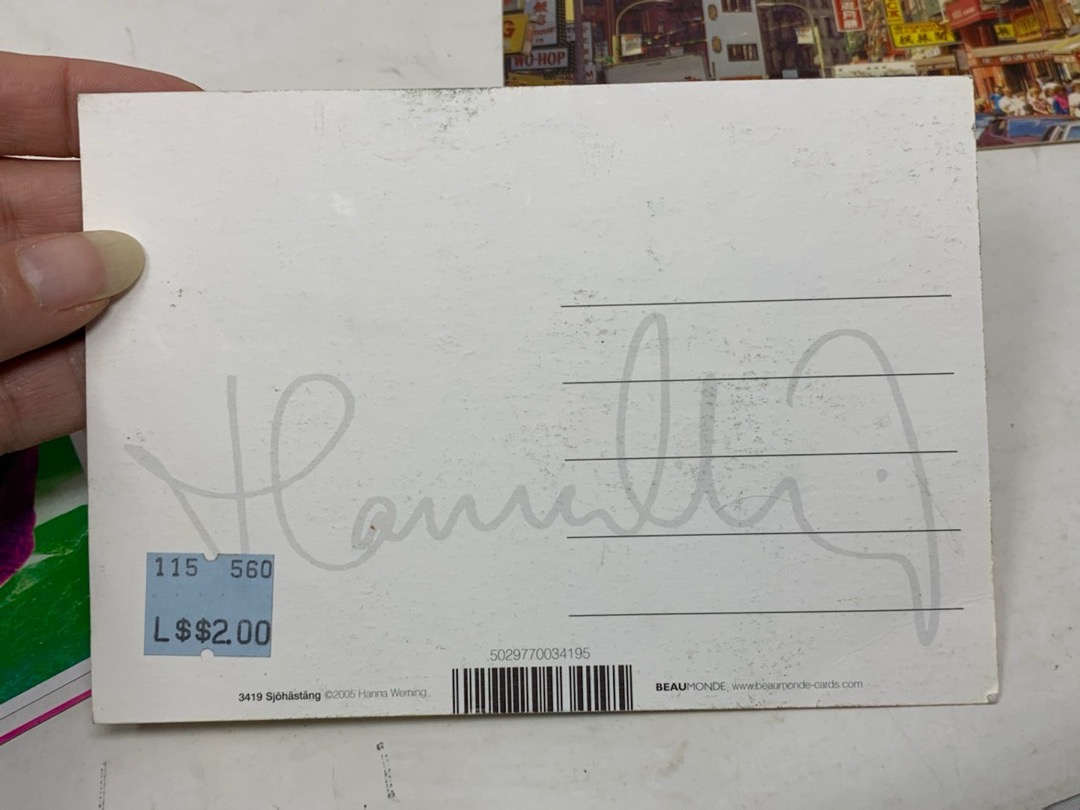 WO HOP
115 560
L$$2.00
5029770034195
3419 Sjöhästäng ©2005 Hanna Werning
BEAUMONDE www.beaumonde-cards.com